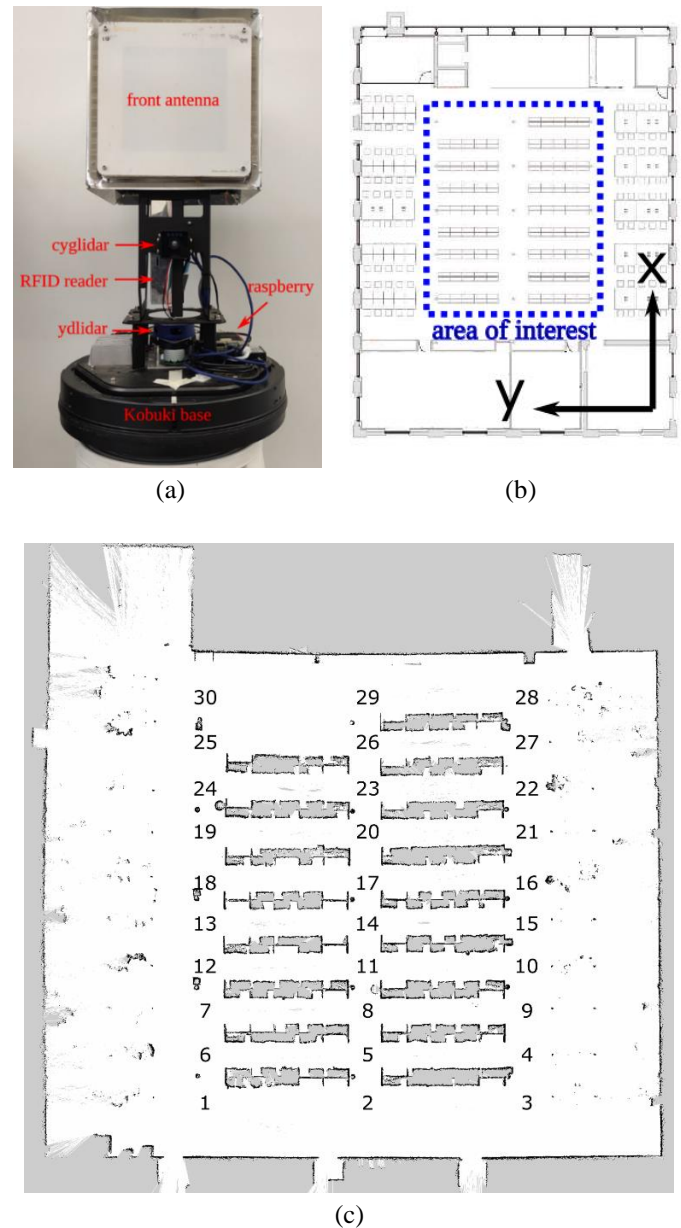 front antenna
cyglidar
RFID reader
raspberry
ydlidar
Kobuki base
(a)
x
area of interest
y
(b)
30 29 28
25 26 27
24 23 22
19 20 21
18 17 16
13 14 15
12 11 10
7 8 9
6 5 4
1 2 3
(c)